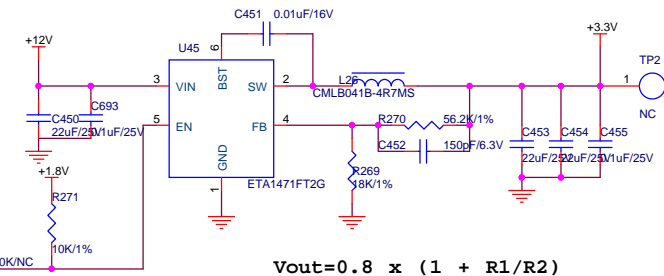 C451 0.01uF/16V
+12V
+3.3V
U45
6
TP2
BST
3 VIN SW 2
L26
CMLB041B-4R7MS
1
C693
C450
22uF/25V
0.1uF/25V
5 EN FB 4
R270 56.2K/1%
NC
C452 150pF/6.3V
C453 C454 C455
22uF/25V
22uF/25V
0.1uF/25V
GND
1
ETA1471FT2G
R269
18K/1%
+1.8V
R271
10K/1%
0K/NC
Vout=0.8 x (1 + R1/R2)